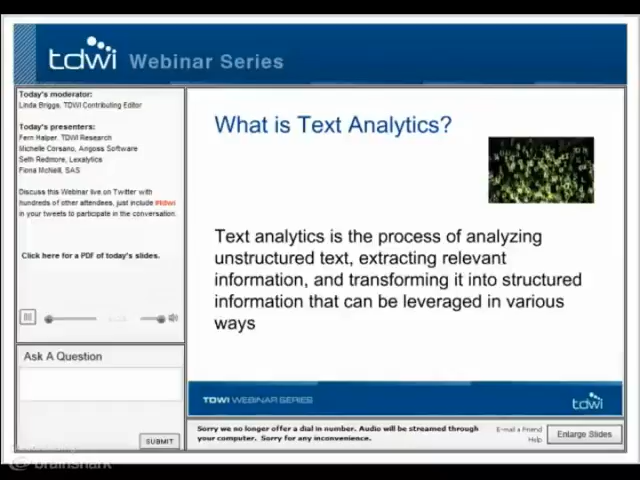 tdwi Webinar Series
Today's moderator:
Linda Briggs, TDWI Contributing Editor
Today's presenters:
Fern Halper, TDWI Research
Michelle Corsano, Angoss Software
Seth Redmore, Lexalytics
Fiona McNeill, SAS
Discuss this Webinar live on Twitter with
hundreds of other attendees, just include #tdwi
in your tweets to participate in the conversation.
Click here for a PDF of today's slides.
Ask A Question
SUBMIT
What is Text Analytics?
Text analytics is the process of analyzing
unstructured text, extracting relevant
information, and transforming it into structured
information that can be leveraged in various
ways
TDWI WEBINAR SERIES
tdwi
Sorry we no longer offer a dial in number. Audio will be streamed through
your computer. Sorry for any inconvenience.
E-mail a Friend
Help
Enlarge Slides
brainshark